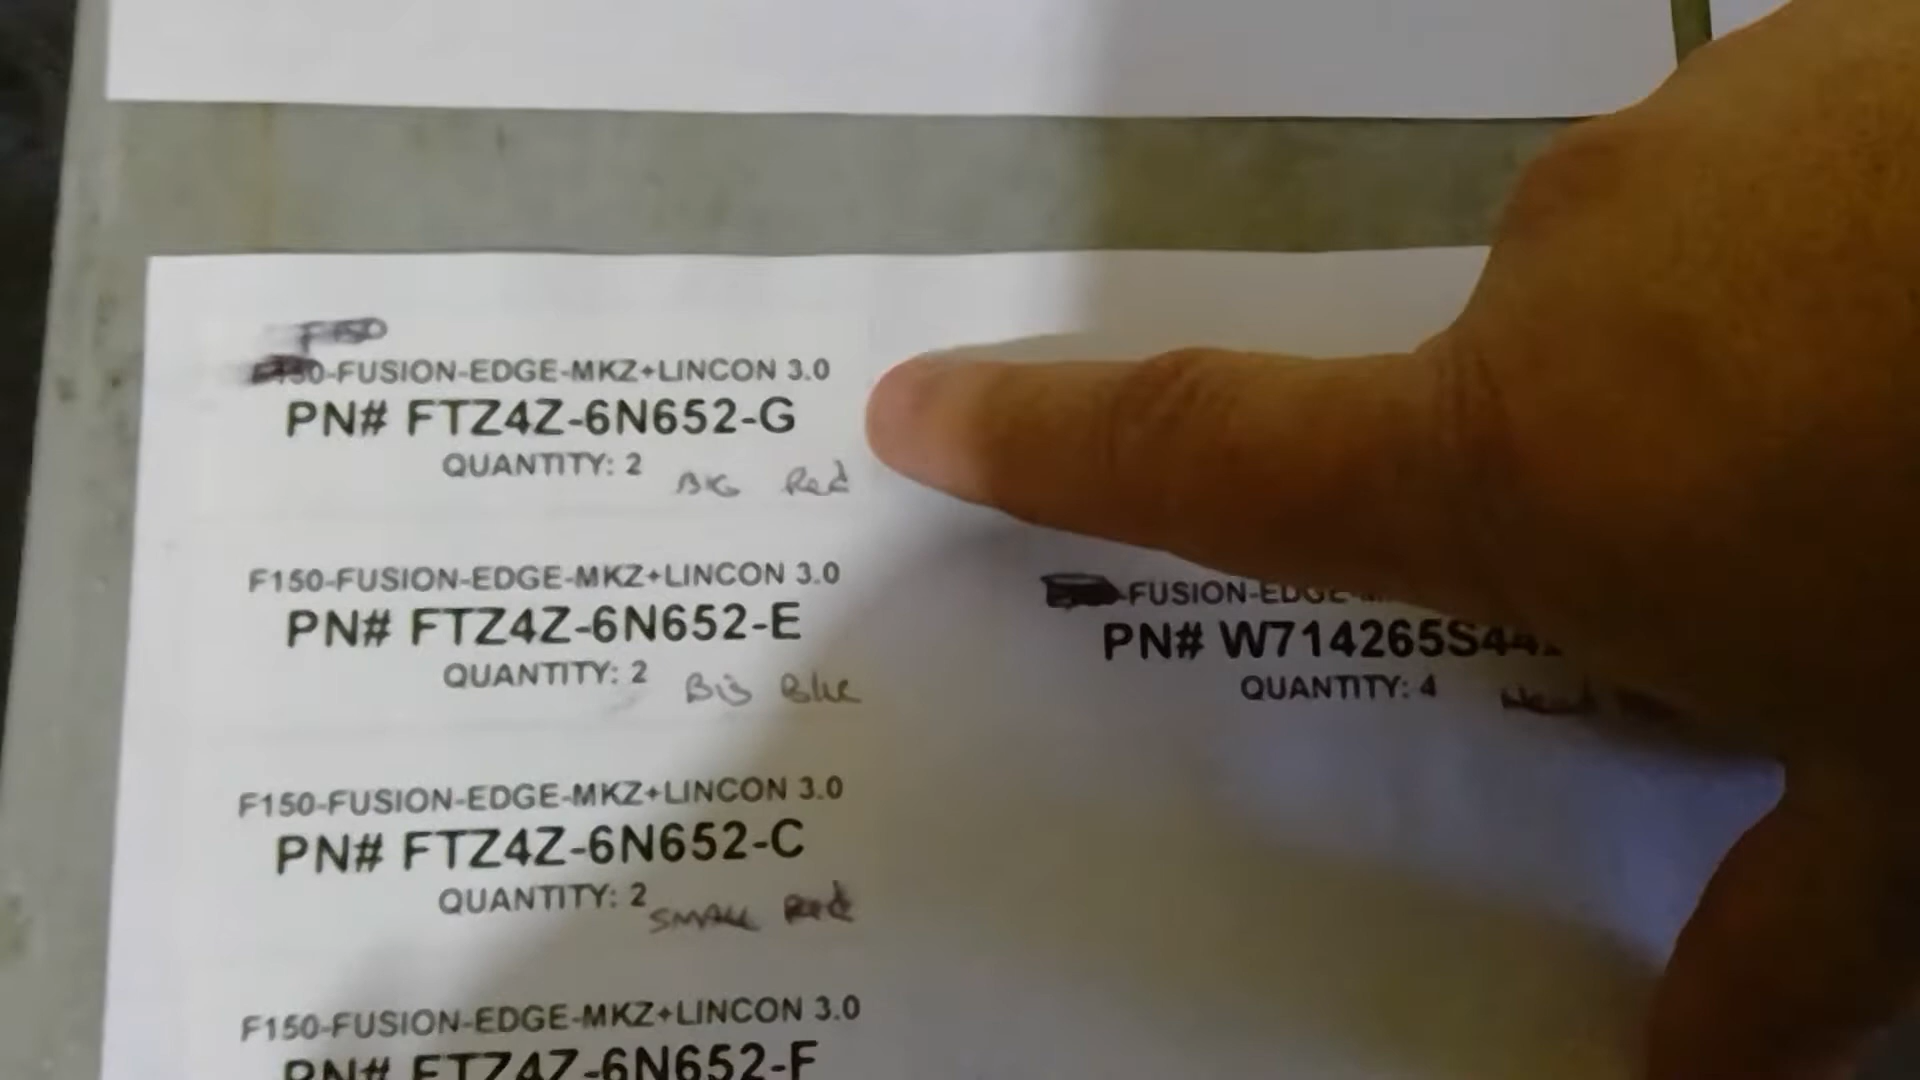 F150
F150-FUSION-EDGE-MKZ+LINCON 3.0
PN# FTZ4Z-6N652-G
QUANTITY: 2
BIG Red
F150-FUSION-EDGE-MKZ+LINCON 3.0
PN# FTZ4Z-6N652-E
QUANTITY: 2
Big Blue
F150-FUSION-EDGE-MKZ+LINCON 3.0
PN# FTZ4Z-6N652-C
QUANTITY: 2
SMALL Red
F150-FUSION-EDGE-MKZ+LINCON 3.0
PN# FTZ4Z-6N652-F
-FUSION-EDGE-
PN# W714265S44
QUANTITY: 4